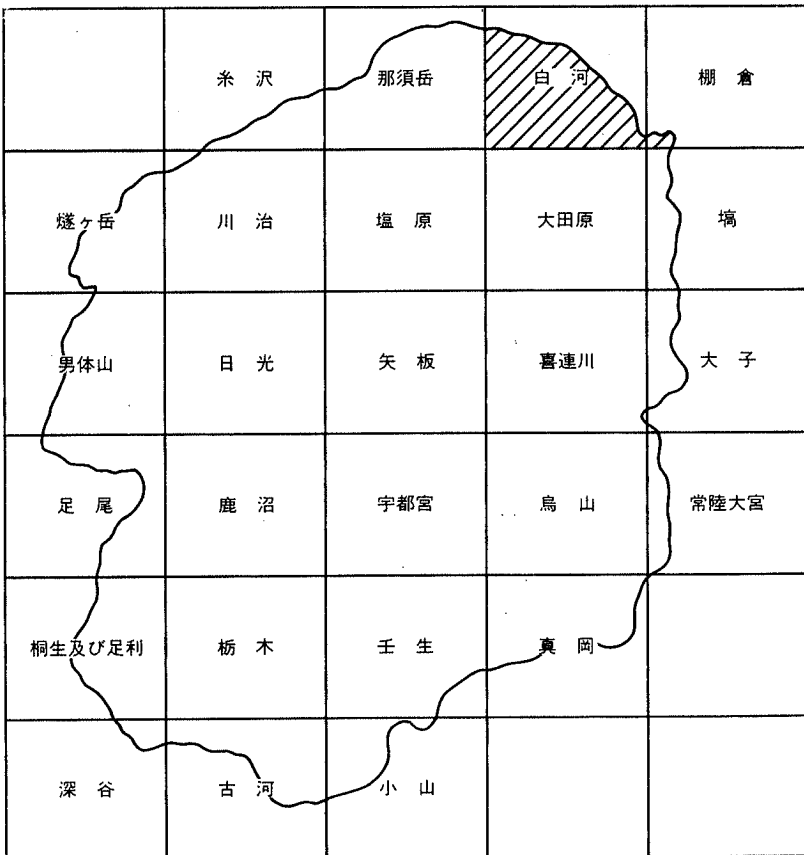 糸沢 那須岳 白河 棚倉
燧ヶ岳 川治 塩原 大田原 塙
男体山 日光 矢板 喜連川 大子
足尾 鹿沼 宇都宮 烏山 常陸大宮
桐生及び足利 栃木 壬生 真岡
深谷 古河 小山